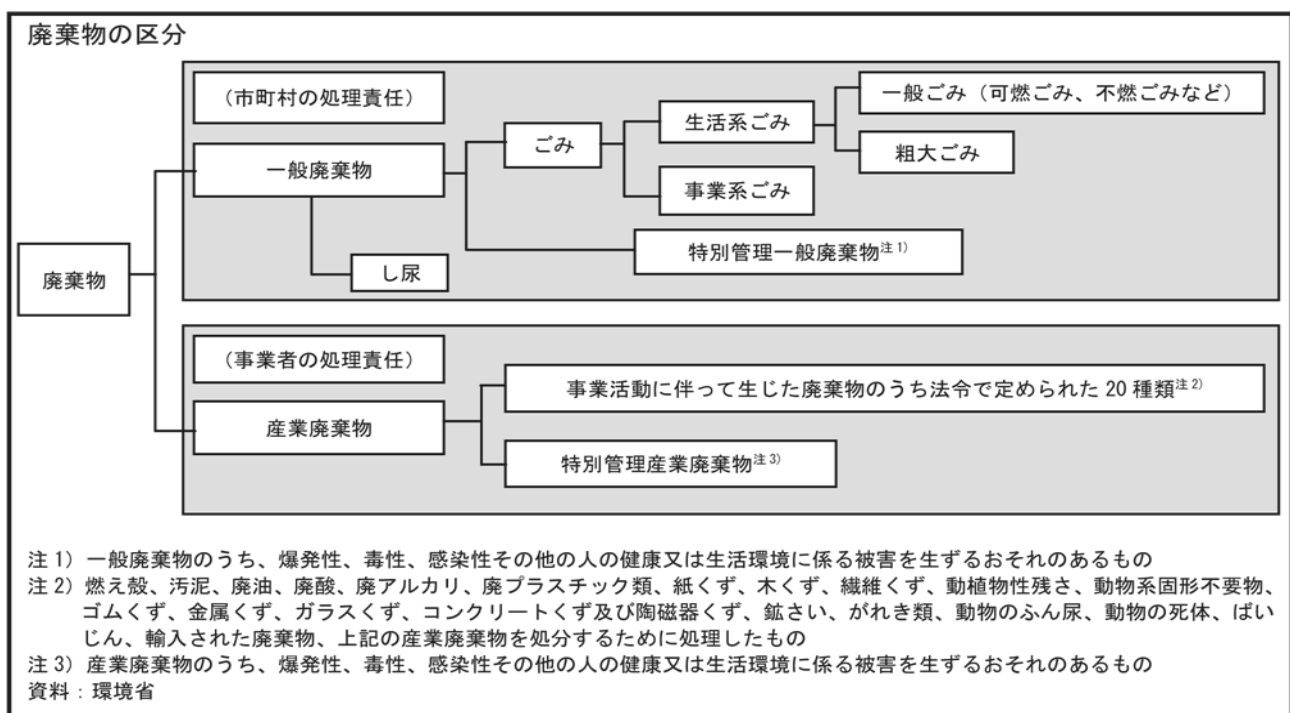 廃棄物の区分
(市町村の処理責任)
一般廃棄物
ごみ
生活系ごみ
一般ごみ(可燃ごみ、不燃ごみなど)
粗大ごみ
事業系ごみ
特別管理一般廃棄物注1)
し尿
廃棄物
(事業者の処理責任)
産業廃棄物
事業活動に伴って生じた廃棄物のうち法令で定められた20種類注2)
特別管理産業廃棄物注3)
注1)一般廃棄物のうち、爆発性、毒性、感染性その他の人の健康又は生活環境に係る被害を生ずるおそれのあるもの
注2)燃え殻、汚泥、廃油、廃酸、廃アルカリ、廃プラスチック類、紙くず、木くず、繊維くず、動植物性残さ、動物系固形不要物、
ゴムくず、金属くず、ガラスくず、コンクリートくず及び陶磁器くず、鉱さい、がれき類、動物のふん尿、動物の死体、ばい
じん、輸入された廃棄物、上記の産業廃棄物を処分するために処理したもの
注3)産業廃棄物のうち、爆発性、毒性、感染性その他の人の健康又は生活環境に係る被害を生ずるおそれのあるもの
資料:環境省